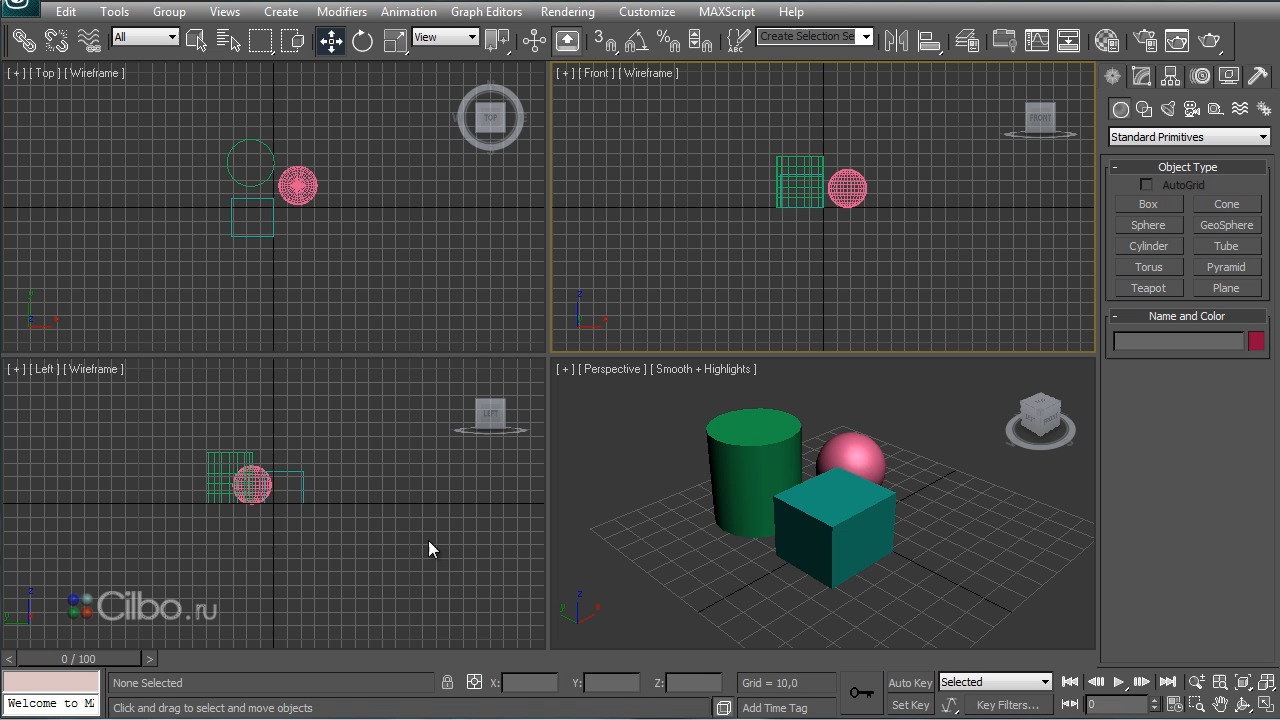 Edit Tools Group Views Create Modifiers Animation Graph Editors Rendering Customize MAXScript Help
All View 3 ABC Create Selection Se
[ + ] [ Top ] [ Wireframe ]
TOP
[ + ] [ Front ] [ Wireframe ]
FRONT
Standard Primitives
- Object Type
AutoGrid
Box Cone
Sphere GeoSphere
Cylinder Tube
Torus Pyramid
Teapot Plane
- Name and Color
y
z x
z
y x
[ + ] [ Left ] [ Wireframe ]
LEFT
[ + ] [ Perspective ] [ Smooth + Highlights ]
z
y x
z
y x
Cilbo.ru
< 0 / 100 >
None Selected X: Y: Z: Grid = 10,0 Auto Key Selected
Welcome to M Click and drag to select and move objects Add Time Tag Set Key Key Filters... 0